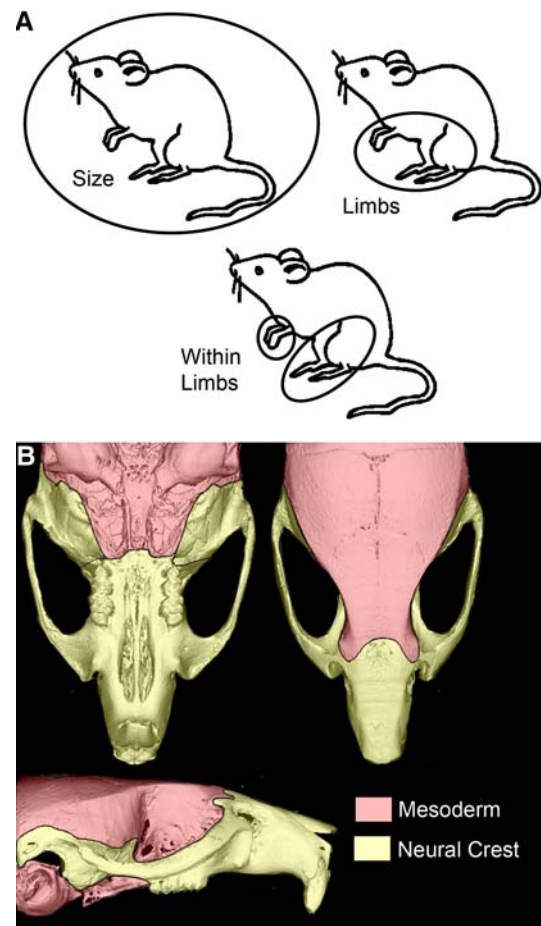 A
Size
Limbs
Within
Limbs
B
Mesoderm
Neural Crest